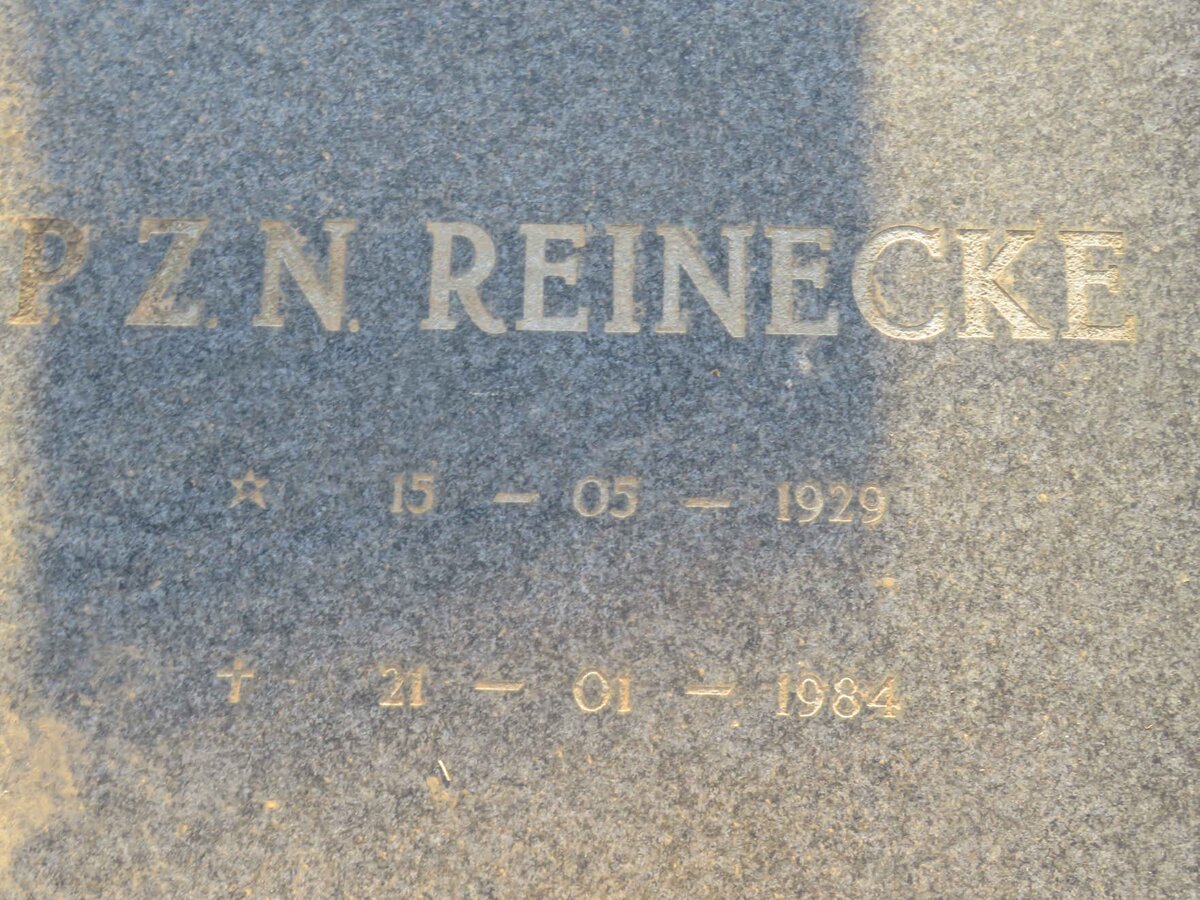 P. Z. N. REINECKE
☆ 15 - 05 - 1929
✝ 21 - 01 - 1984